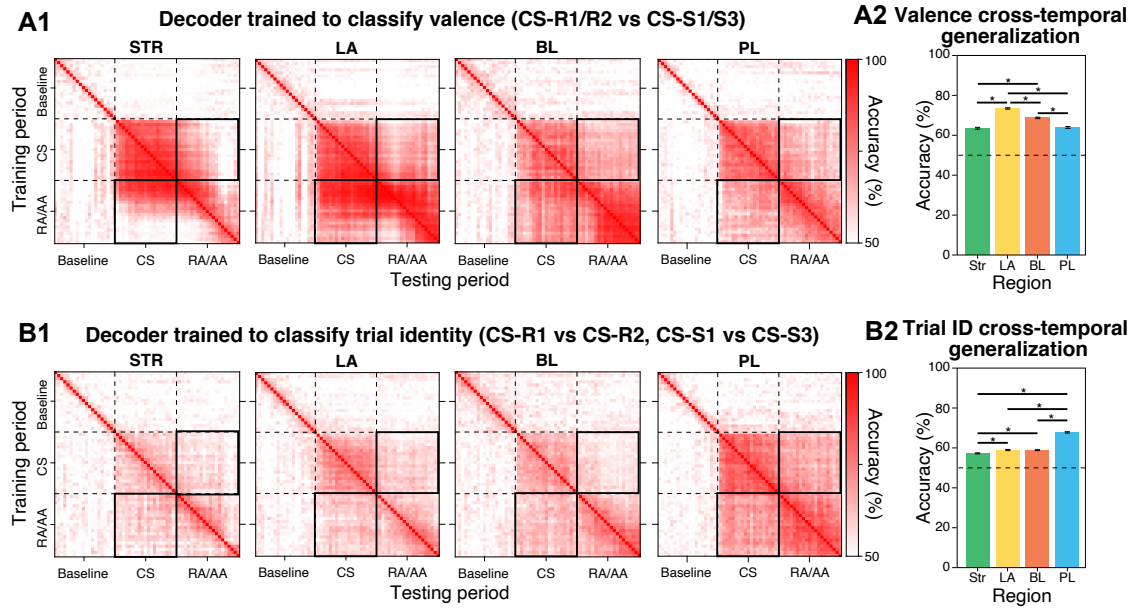 A1
Decoder trained to classify valence (CS-R1/R2 vs CS-S1/S3)
STR
LA
BL
PL
Training period
Baseline
CS
RA/AA
Baseline
CS
RA/AA
Baseline
CS
RA/AA
Baseline
CS
RA/AA
Baseline
CS
RA/AA
Testing period
100
Accuracy (%)
50
A2
Valence cross-temporal
generalization
Accuracy (%)
100
80
60
40
20
0
*
*
*
*
*
Str
LA
BL
PL
Region
B1
Decoder trained to classify trial identity (CS-R1 vs CS-R2, CS-S1 vs CS-S3)
STR
LA
BL
PL
Training period
Baseline
CS
RA/AA
Baseline
CS
RA/AA
Baseline
CS
RA/AA
Baseline
CS
RA/AA
Baseline
CS
RA/AA
Testing period
100
Accuracy (%)
50
B2
Trial ID cross-temporal
generalization
Accuracy (%)
100
80
60
40
20
0
*
*
*
*
*
Str
LA
BL
PL
Region